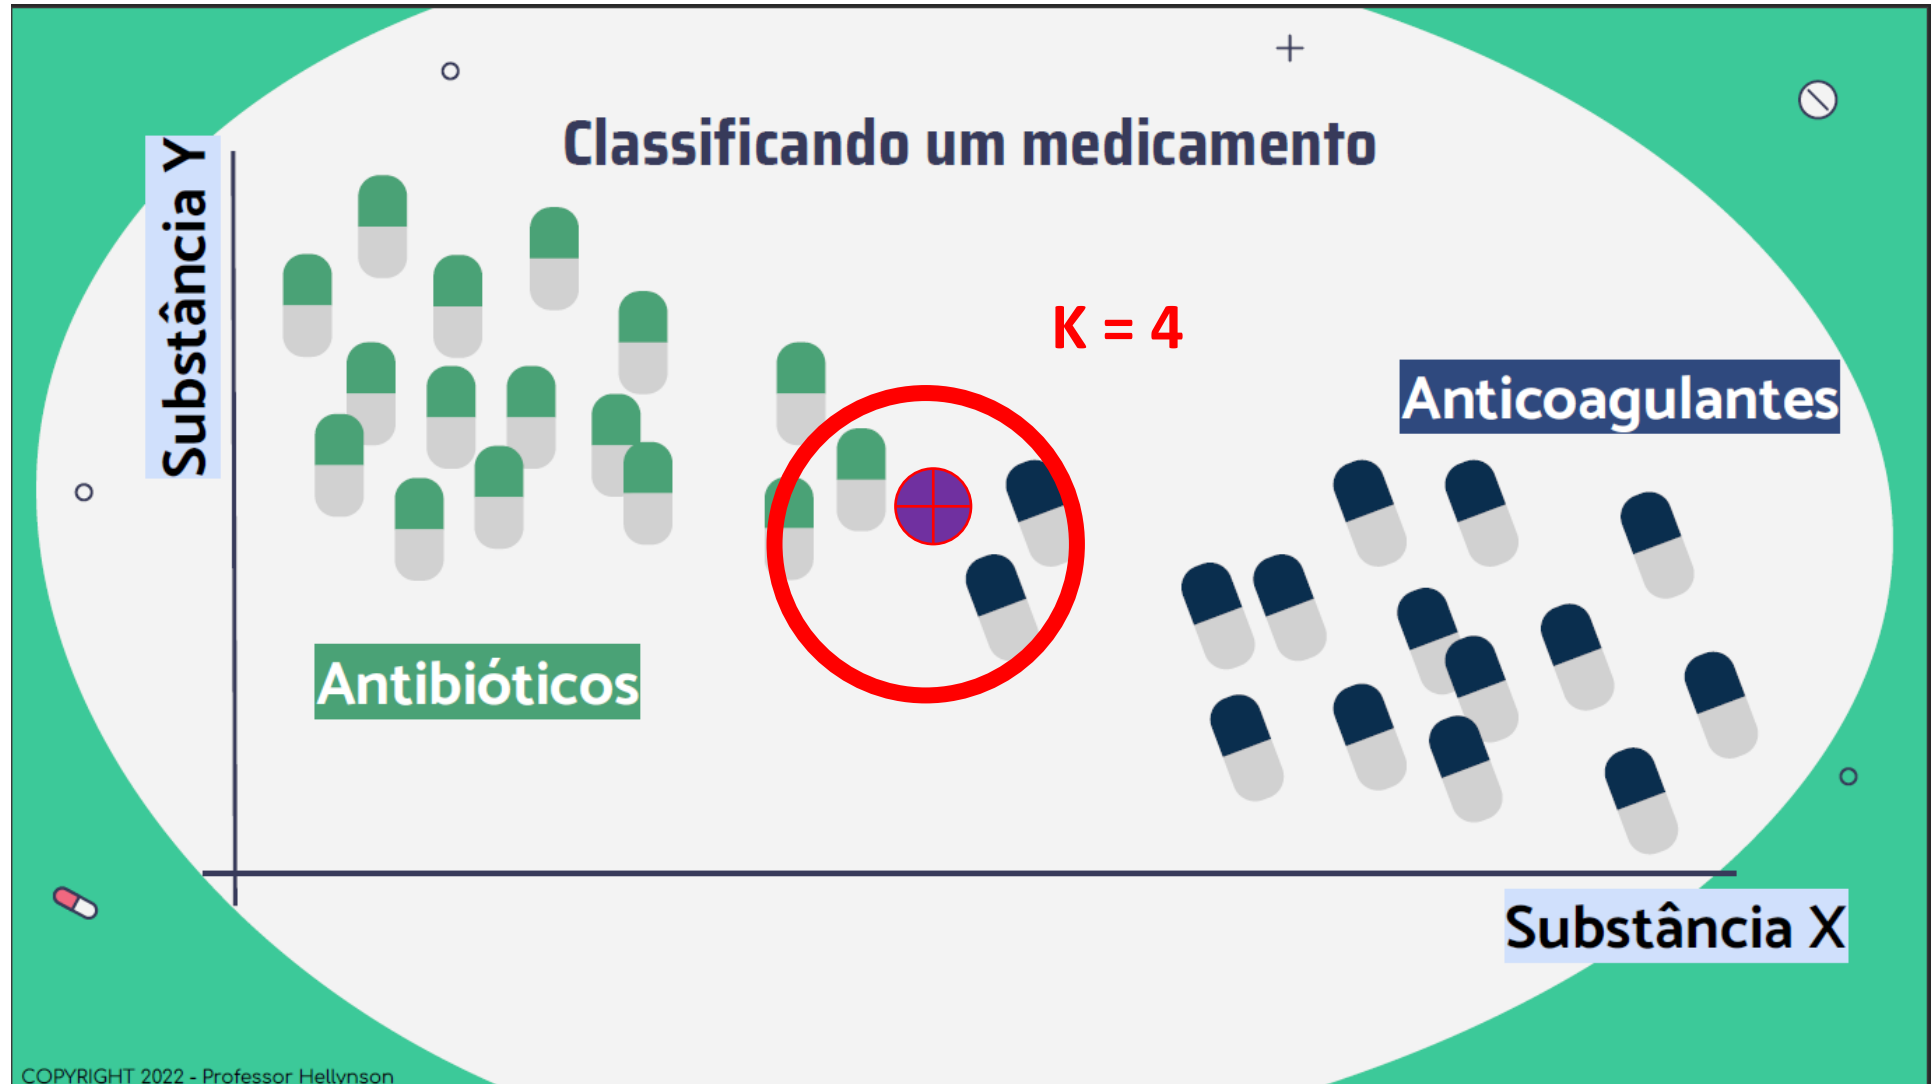 Classificando um medicamento
Substância Y
K = 4
Anticoagulantes
Antibióticos
Substância X
COPYRIGHT 2022 - Professor Hellynson